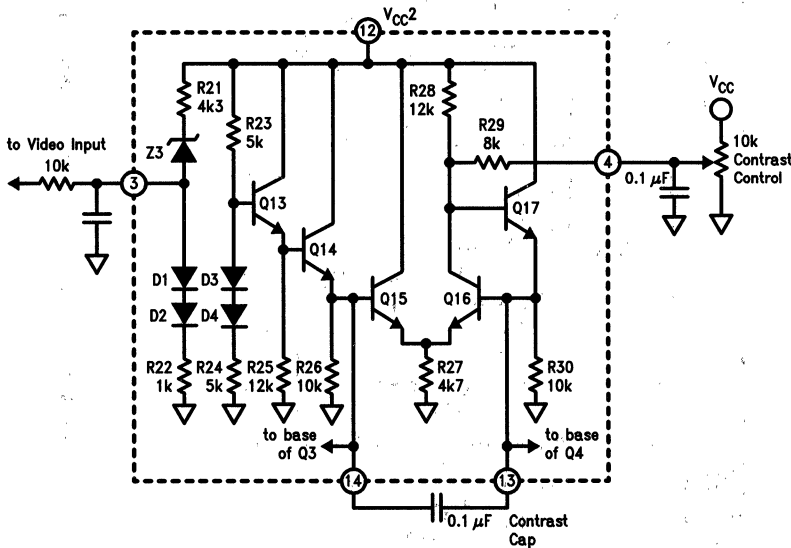 VCC2
12
R21
4k3
R23
5k
Z3
to Video Input
10k
3
D1
D2
D3
D4
R22
1k
R24
5k
R25
12k
R26
10k
Q13
Q14
Q15
Q16
Q17
R28
12k
R29
8k
R27
4k7
R30
10k
4
0.1 µF
VCC
10k
Contrast
Control
to base
of Q3
to base
of Q4
14
13
0.1 µF
Contrast
Cap